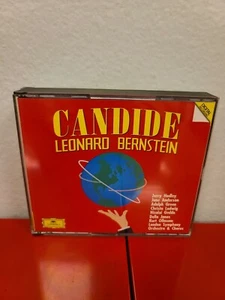 CANDIDE
LEONARD BERNSTEIN
Jerry Hadley
June Anderson
Adolph Green
Christa Ludwig
Nicolai Gedda
Della Jones
Kurt Ollmann
London Symphony
Orchestra & Chorus